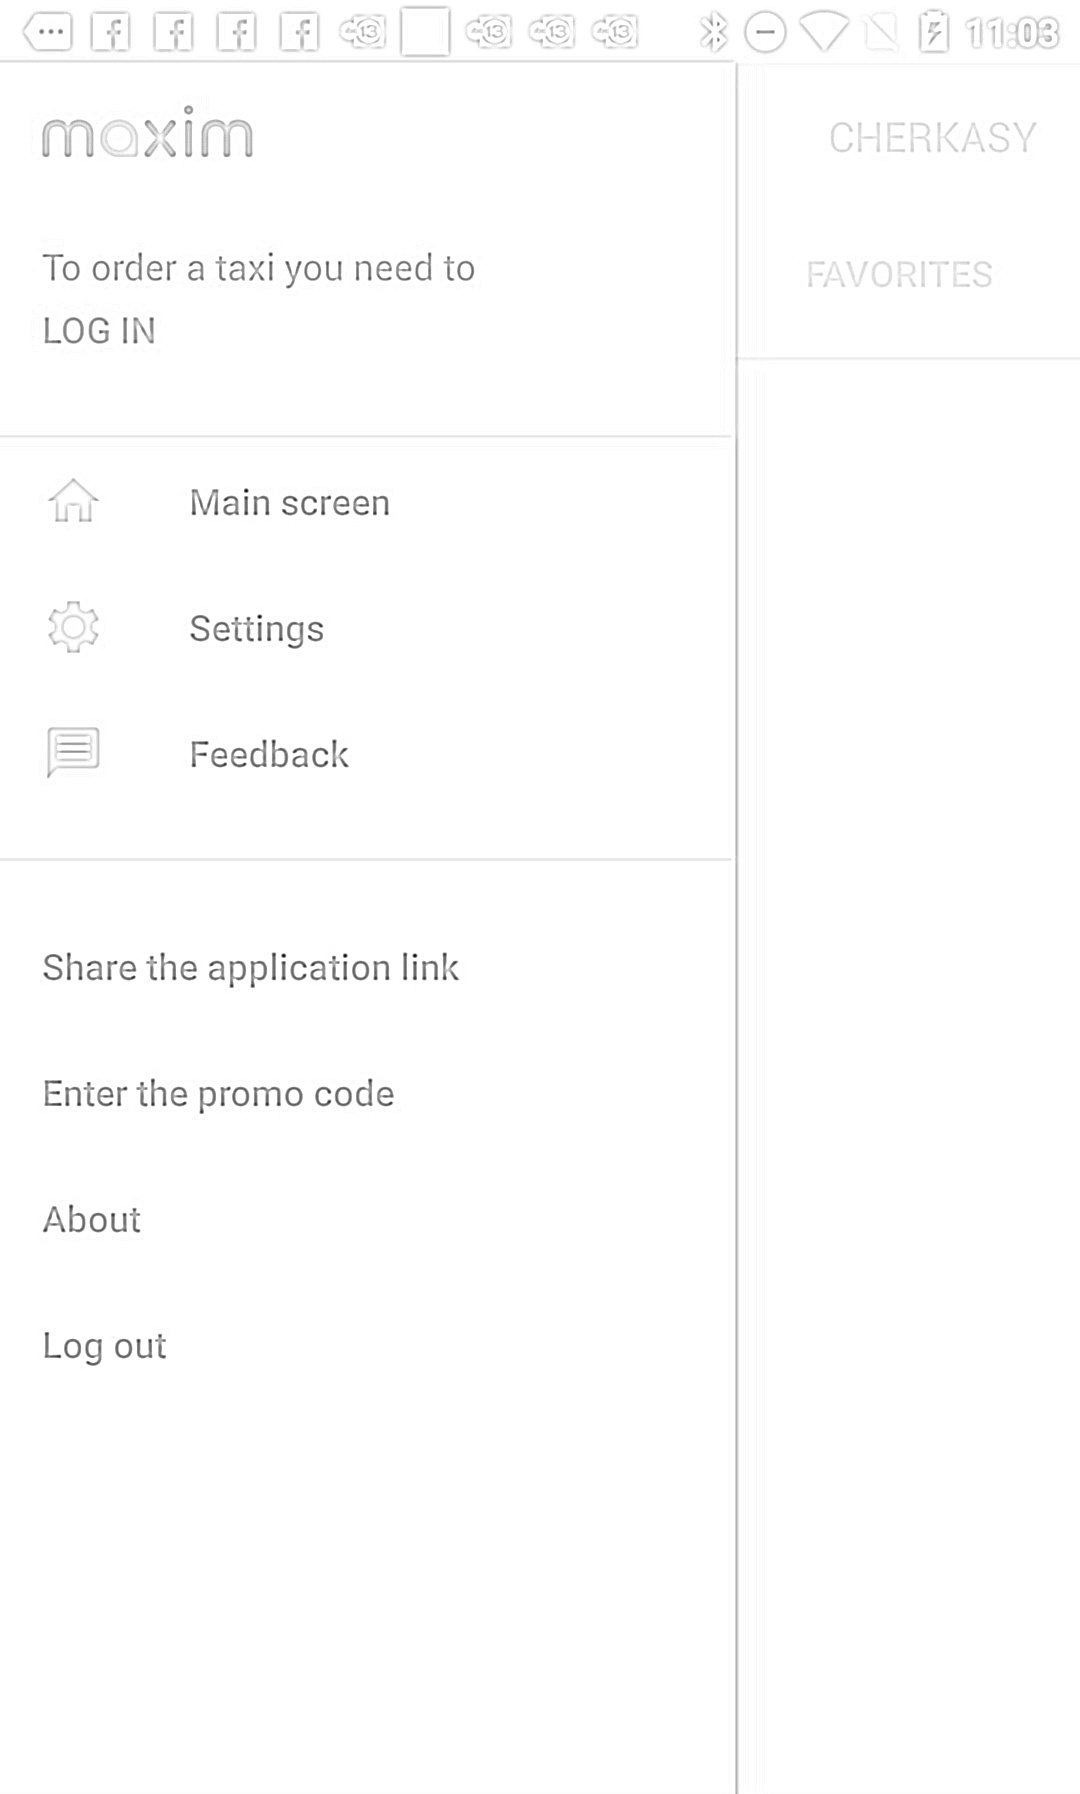 11:03
maxim
CHERKASY
To order a taxi you need to
LOG IN
FAVORITES
Main screen
Settings
Feedback
Share the application link
Enter the promo code
About
Log out